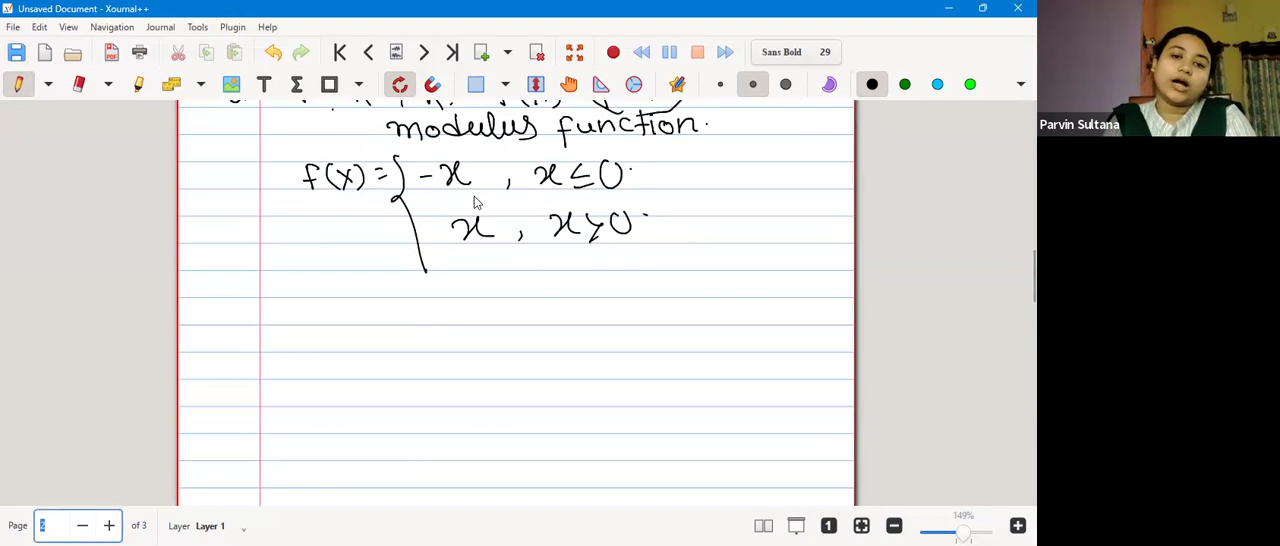 Unsaved Document - Xournal++
File Edit View Navigation Journal Tools Plugin Help
Sans Bold 29
modulus function.
f(x) = { -x , x ≤ 0.
x , x > 0.
Parvin Sultana
Page 2 of 3 Layer Layer 1
149%
1